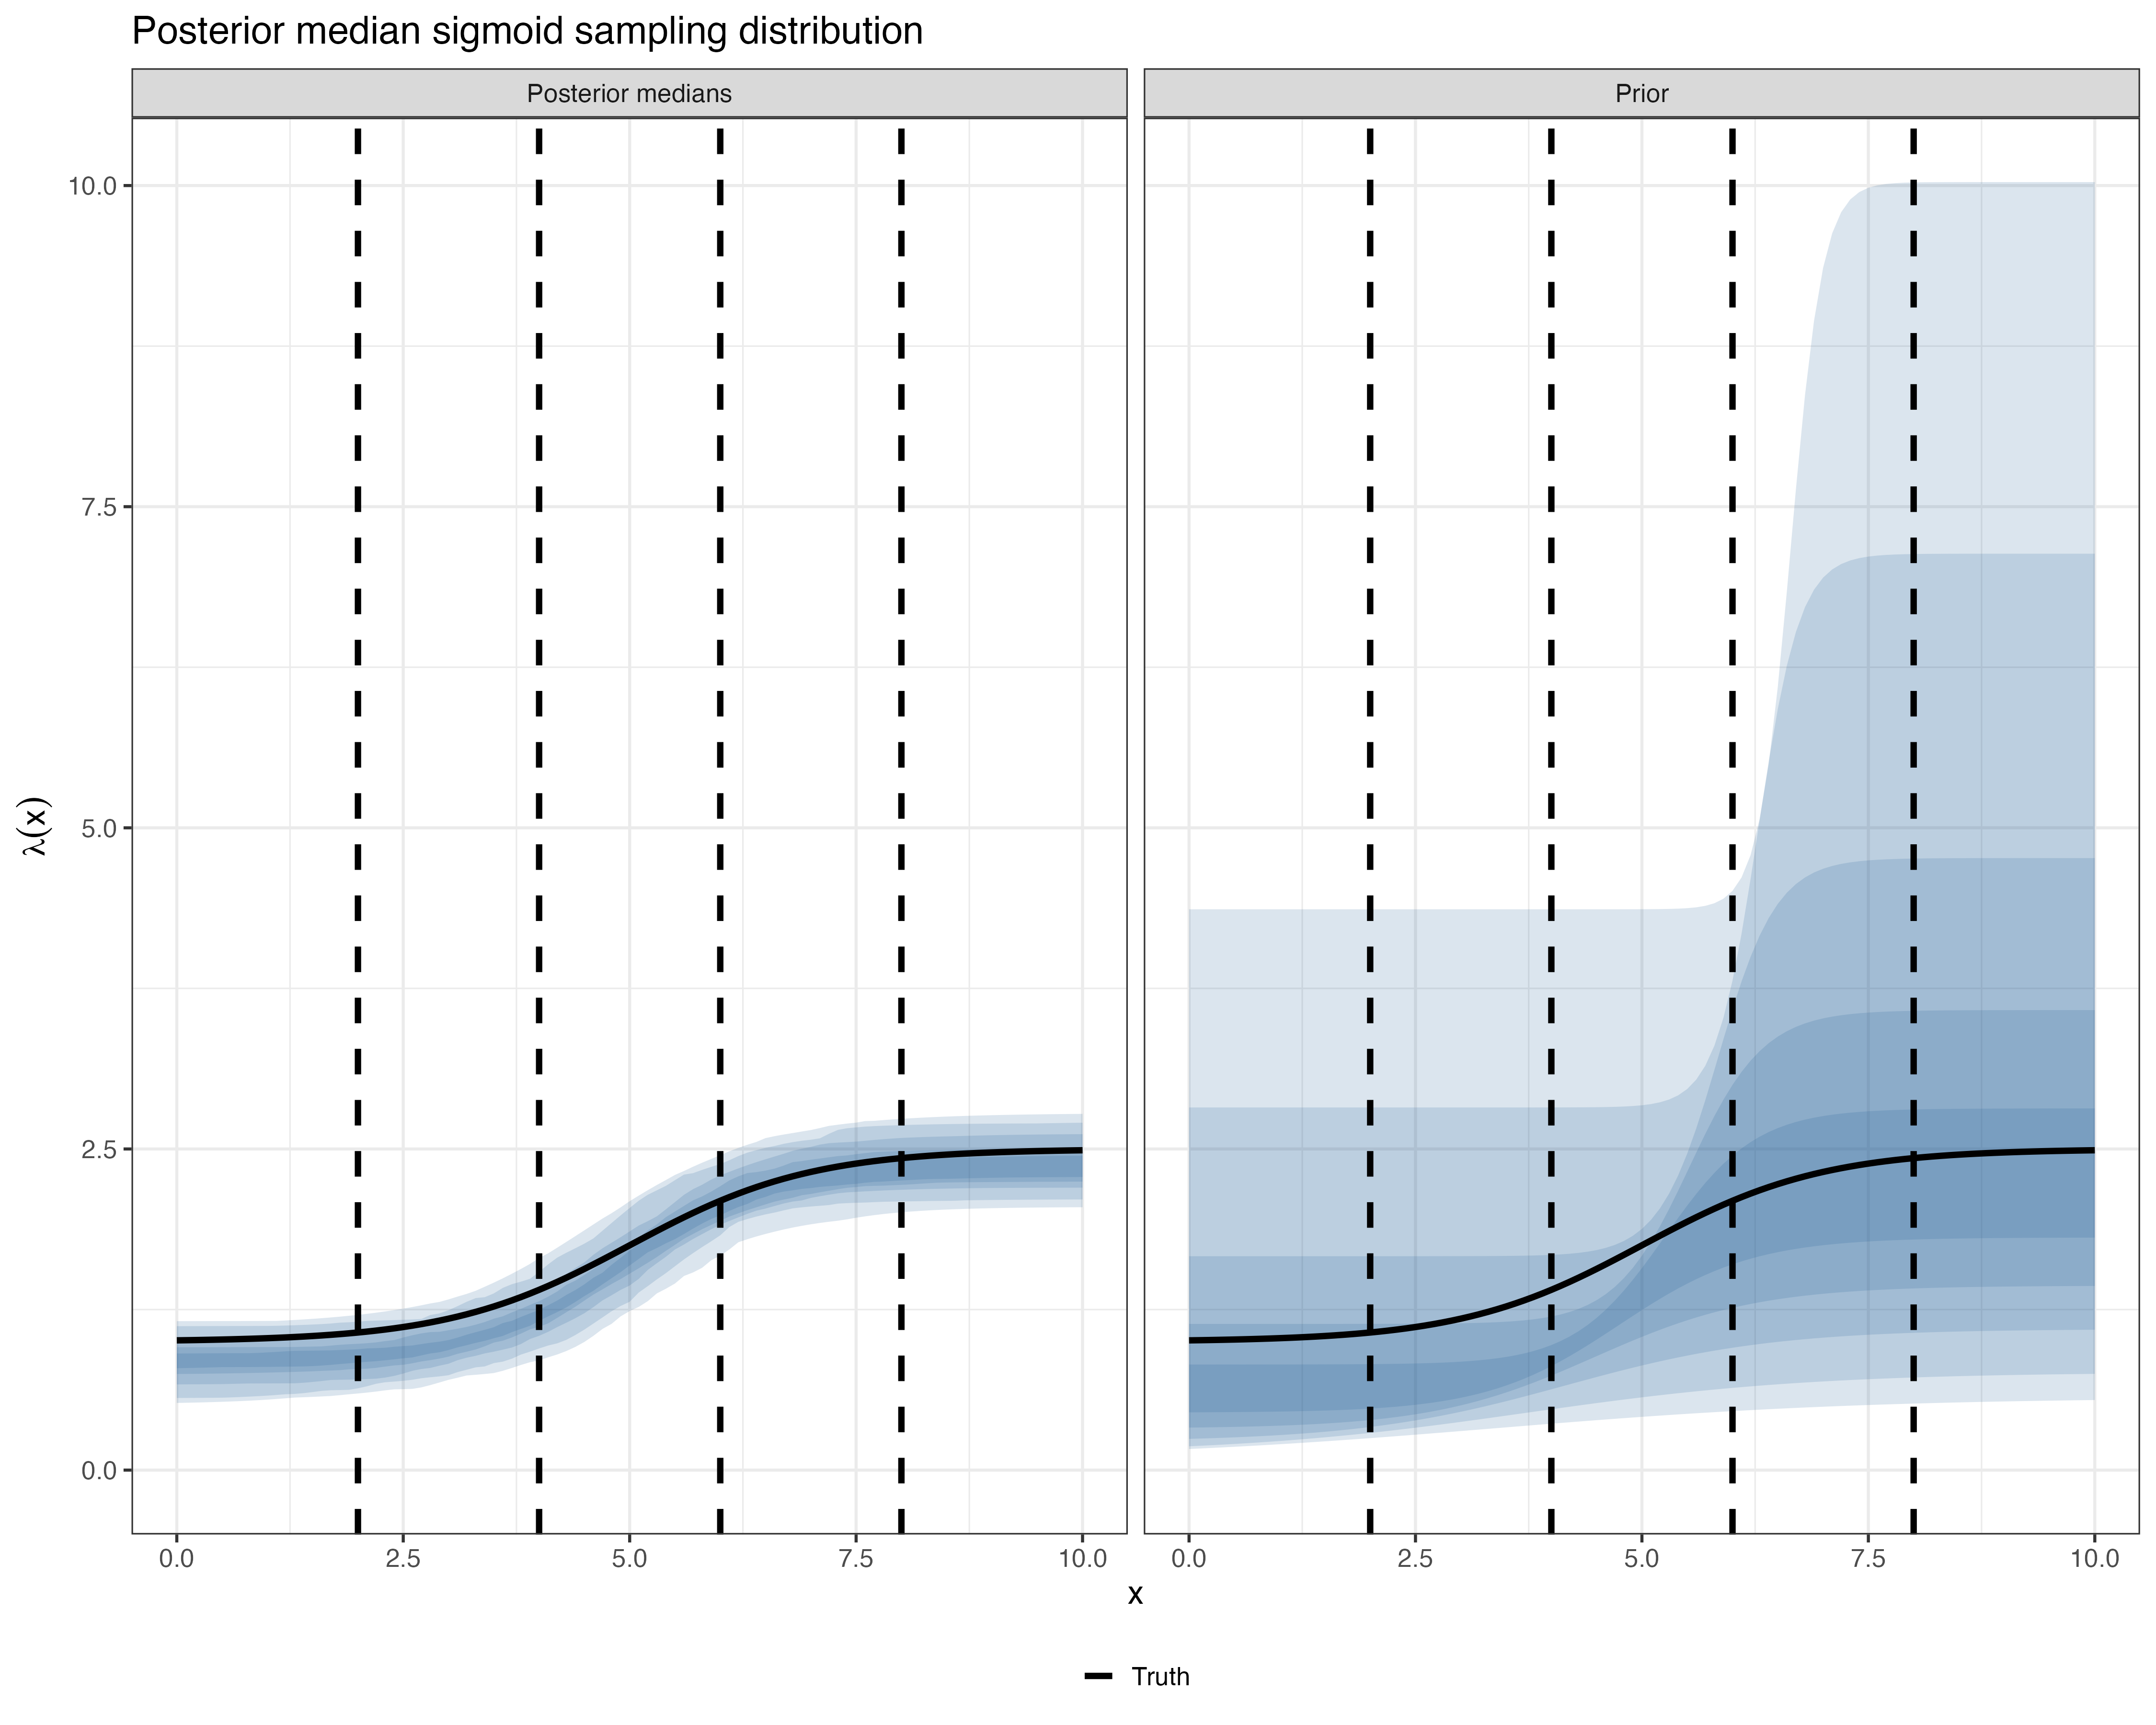 Posterior median sigmoid sampling distribution
Posterior medians
Prior
10.0
7.5
5.0
2.5
0.0
λ(x)
0.0 2.5 5.0 7.5 10.0
0.0 2.5 5.0 7.5 10.0
x
Truth